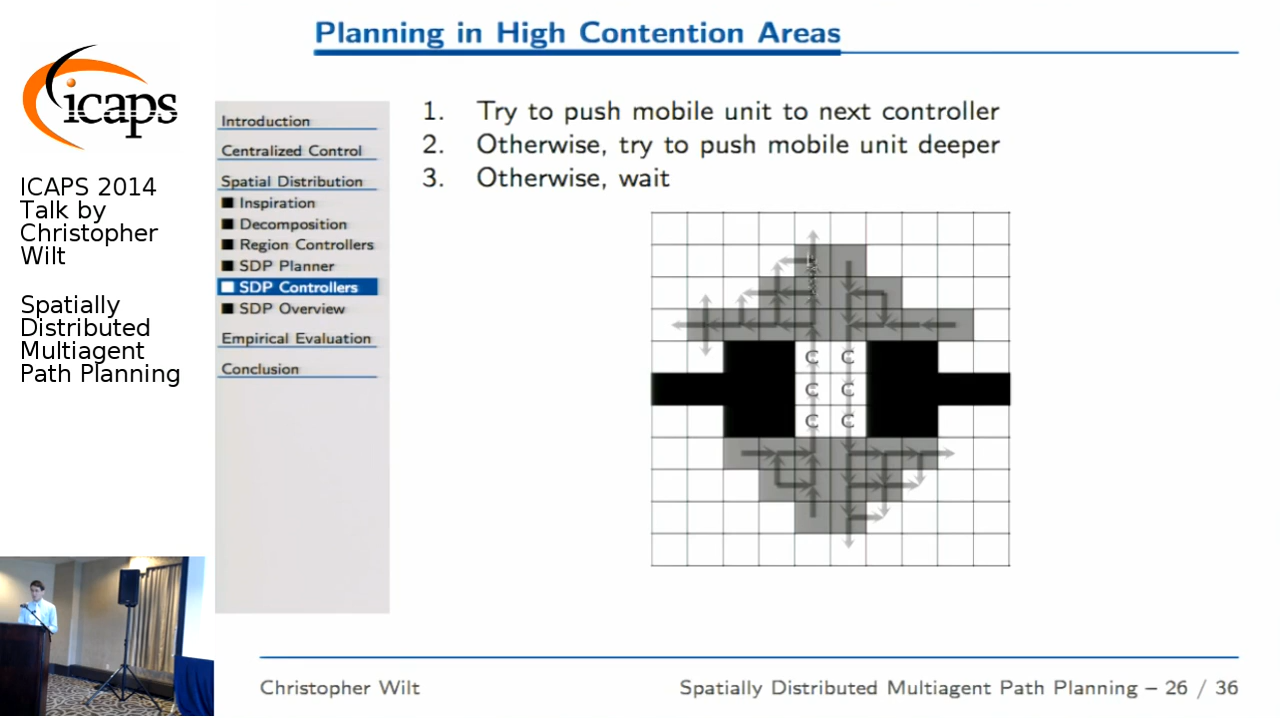 Planning in High Contention Areas
icaps
ICAPS 2014
Talk by
Christopher
Wilt
Spatially
Distributed
Multiagent
Path Planning
Introduction
Centralized Control
Spatial Distribution
Inspiration
Decomposition
Region Controllers
SDP Planner
SDP Controllers
SDP Overview
Empirical Evaluation
Conclusion
1. Try to push mobile unit to next controller
2. Otherwise, try to push mobile unit deeper
3. Otherwise, wait
C C
C C
C C
Christopher Wilt
Spatially Distributed Multiagent Path Planning – 26 / 36